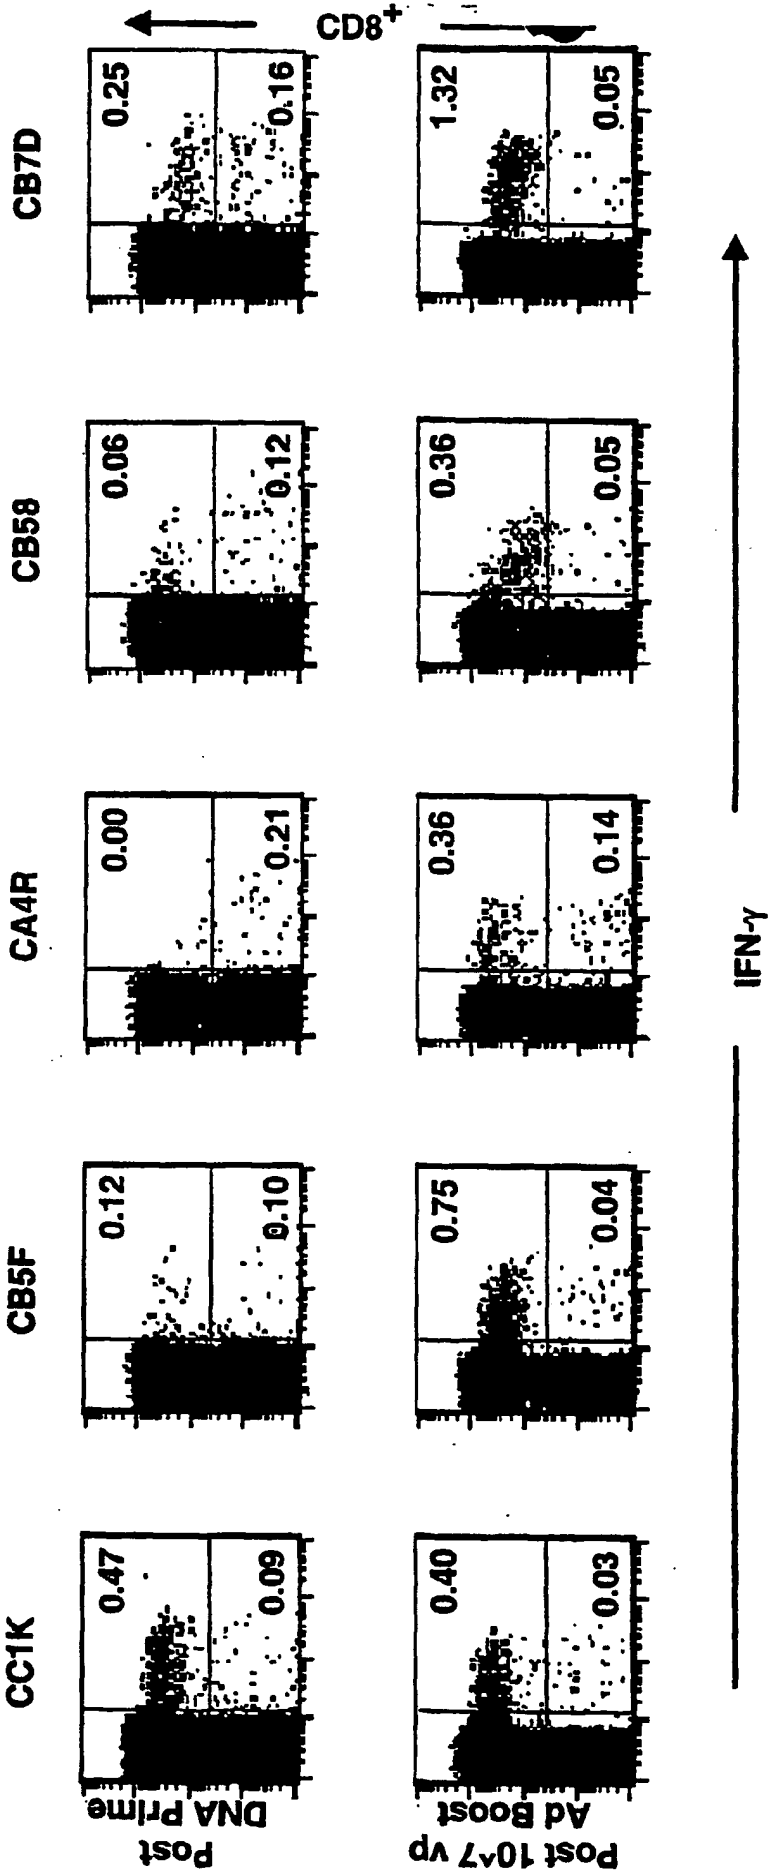 CC1K
CB5F
CA4R
CB58
CB7D
Post
DNA Prime
0.47
0.09
0.12
0.10
0.00
0.21
0.06
0.12
0.25
0.16
CD8+
Post 10^7 vp
Ad Boost
0.40
0.03
0.75
0.04
0.36
0.14
0.36
0.05
1.32
0.05
IFN-γ